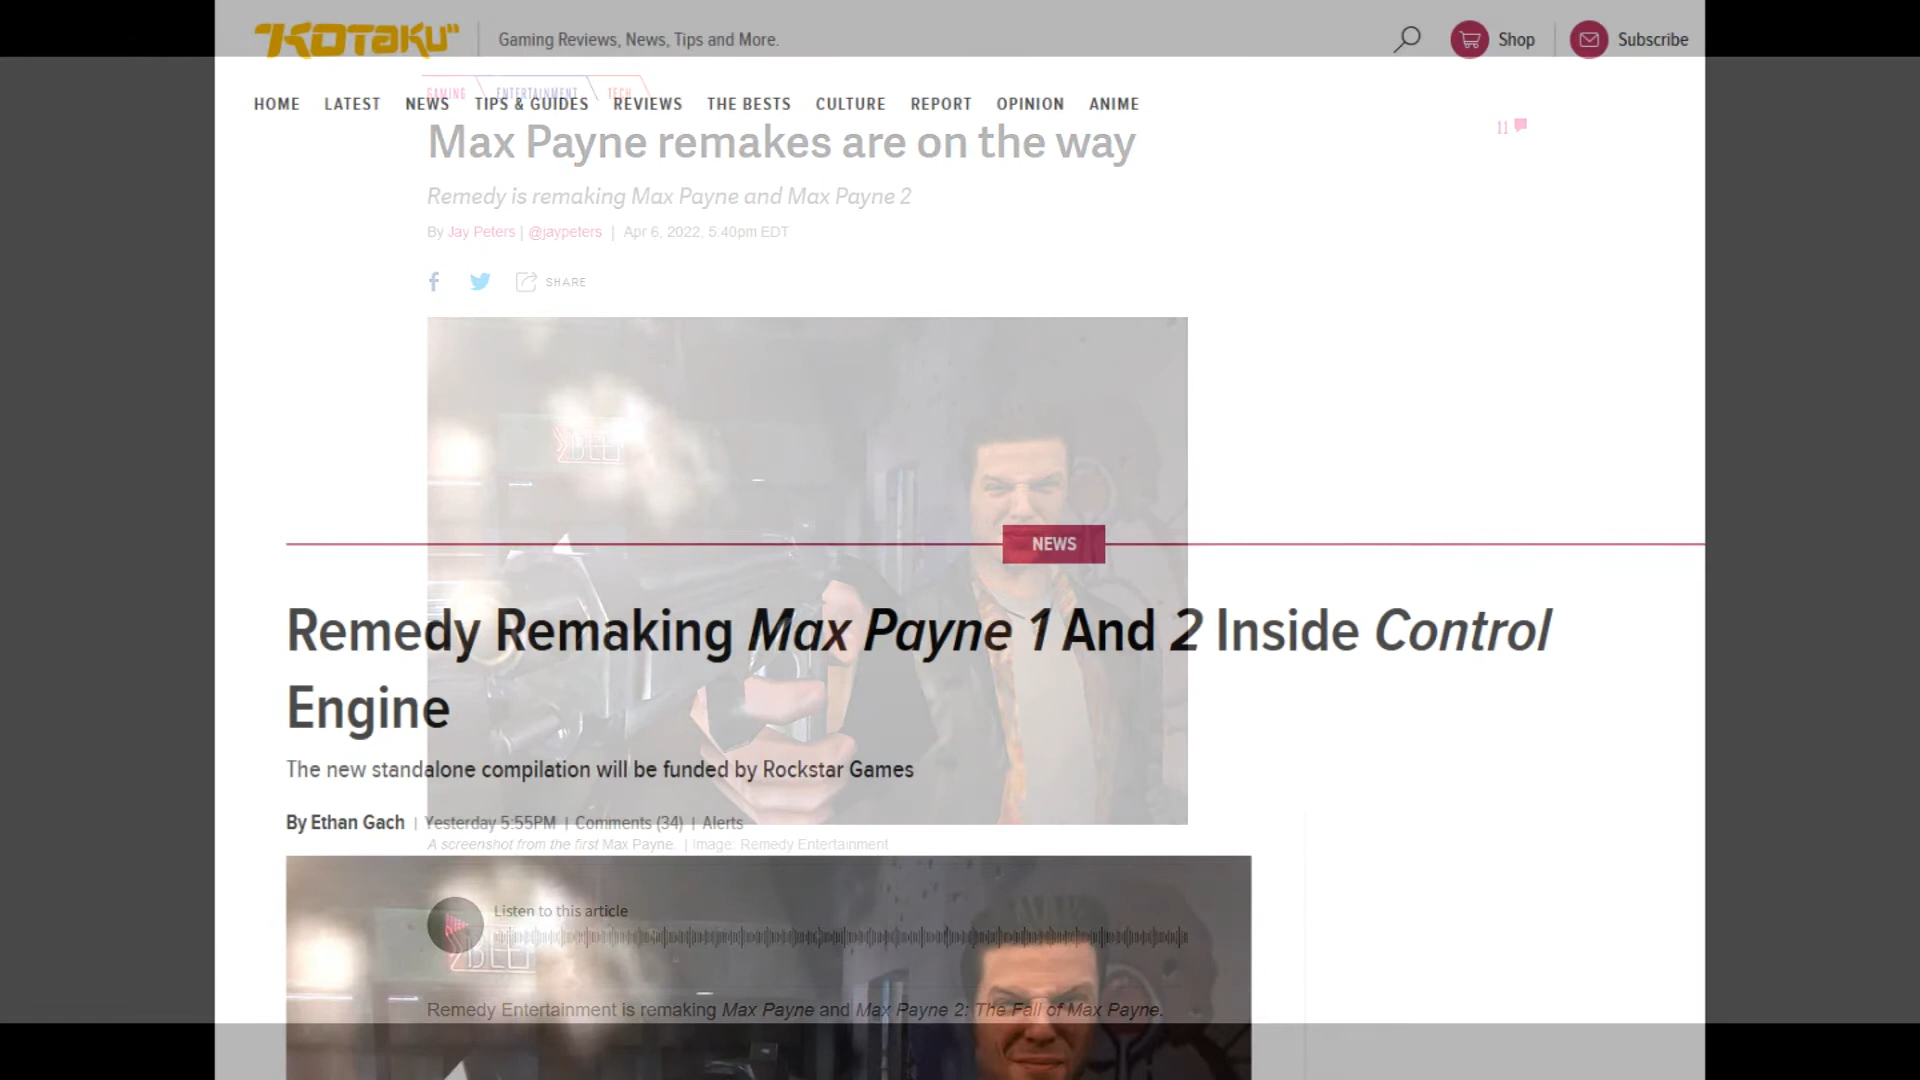 KOTaKU
Gaming Reviews, News, Tips and More.
Shop
Subscribe
GAMING
ENTERTAINMENT
TECH
HOME
LATEST
NEWS
TIPS & GUIDES
REVIEWS
THE BESTS
CULTURE
REPORT
OPINION
ANIME
11
Max Payne remakes are on the way
Remedy is remaking Max Payne and Max Payne 2
By Jay Peters | @jaypeters | Apr 6, 2022, 5:40pm EDT
SHARE
NEWS
Remedy Remaking Max Payne 1 And 2 Inside Control
Engine
The new standalone compilation will be funded by Rockstar Games
By Ethan Gach | Yesterday 5:55PM | Comments (34) | Alerts
A screenshot from the first Max Payne. | Image: Remedy Entertainment
Listen to this article
Remedy Entertainment is remaking Max Payne and Max Payne 2: The Fall of Max Payne.